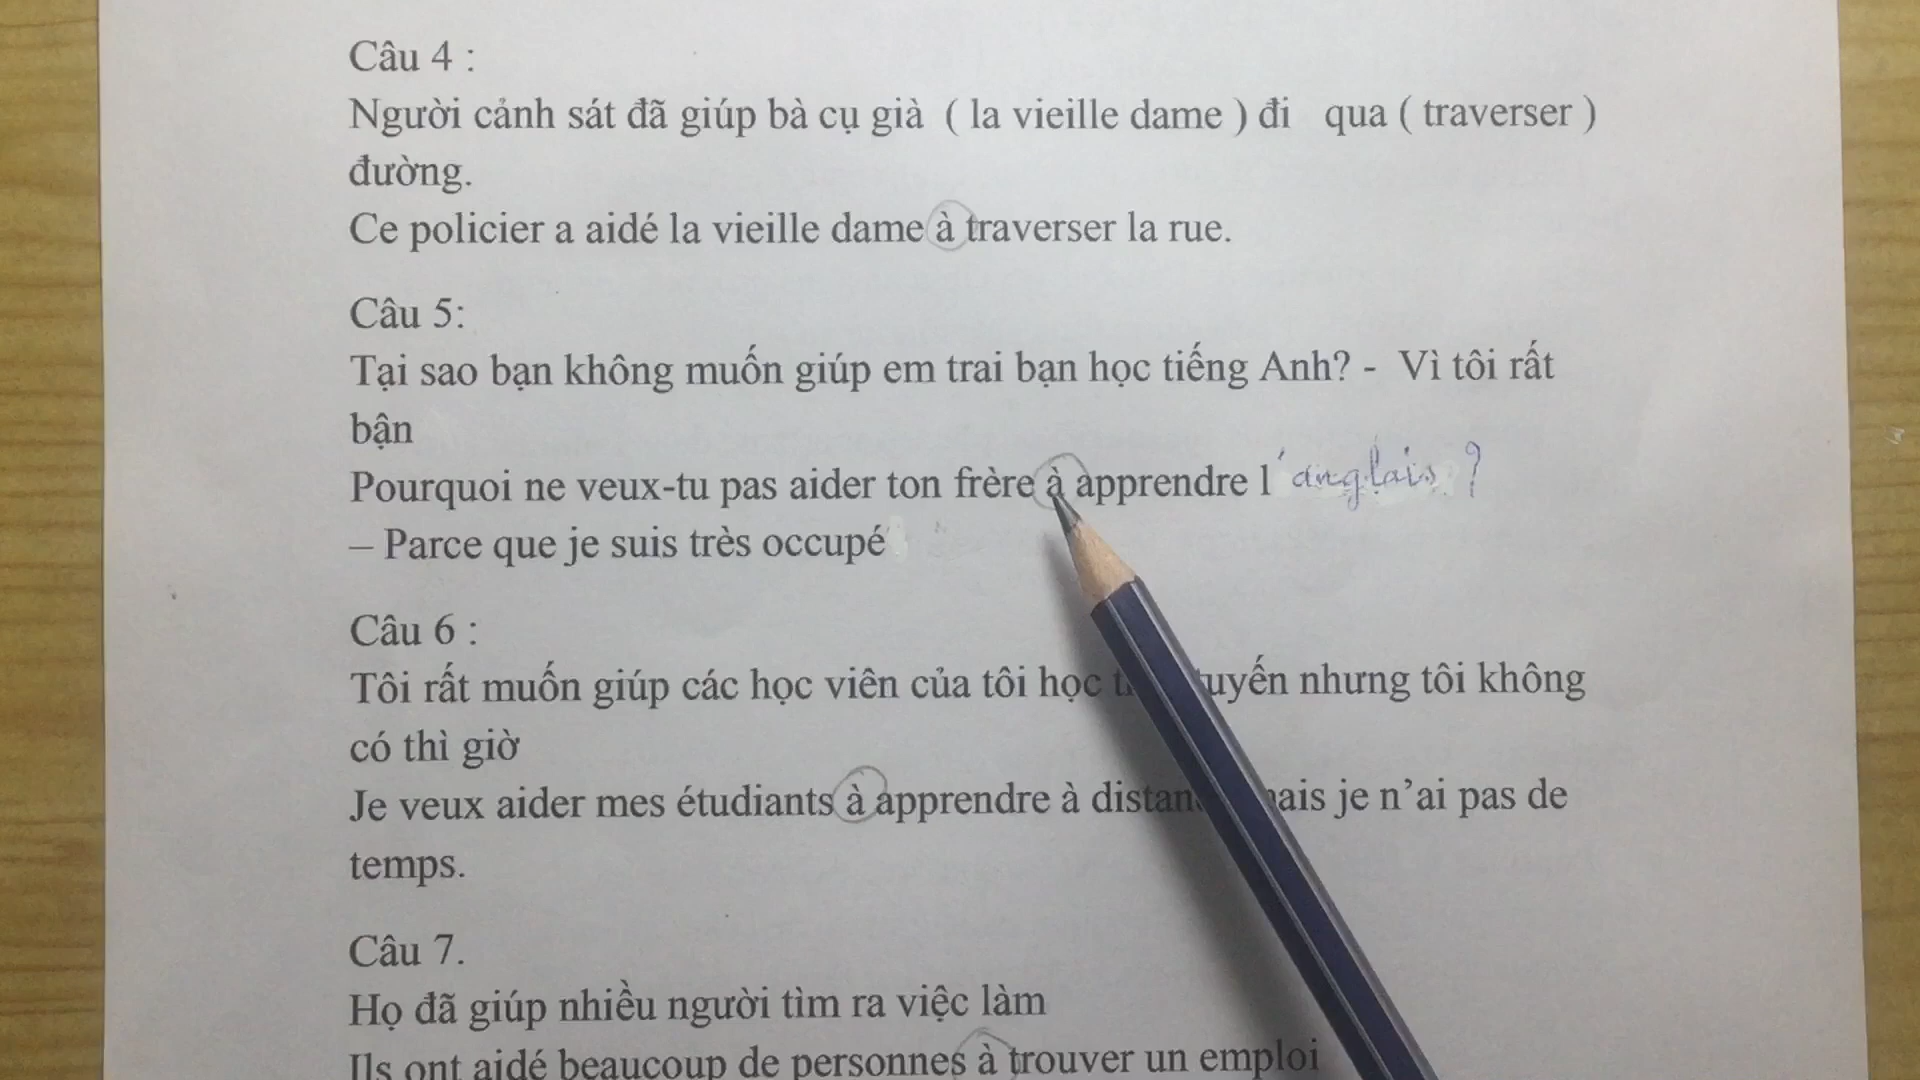 Câu 4 :
Người cảnh sát đã giúp bà cụ già ( la vieille dame ) đi qua ( traverser )
đường.
Ce policier a aidé la vieille dame à traverser la rue.
Câu 5:
Tại sao bạn không muốn giúp em trai bạn học tiếng Anh? - Vì tôi rất
bận
Pourquoi ne veux-tu pas aider ton frère à apprendre l'anglais ?
– Parce que je suis très occupé
Câu 6 :
Tôi rất muốn giúp các học viên của tôi học uyến nhưng tôi không
có thì giờ
Je veux aider mes étudiants à apprendre à distan ais je n'ai pas de
temps.
Câu 7.
Họ đã giúp nhiều người tìm ra việc làm
Ils ont aidé beaucoup de personnes à trouver un emploi